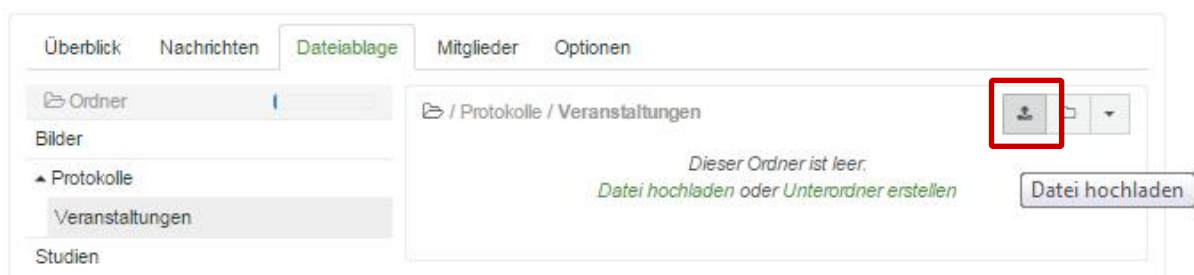 Überblick Nachrichten Dateiablage Mitglieder Optionen
Ordner
Bilder
Protokolle
Veranstaltungen
Studien
/ Protokolle / Veranstaltungen
Dieser Ordner ist leer.
Datei hochladen oder Unterordner erstellen
Datei hochladen